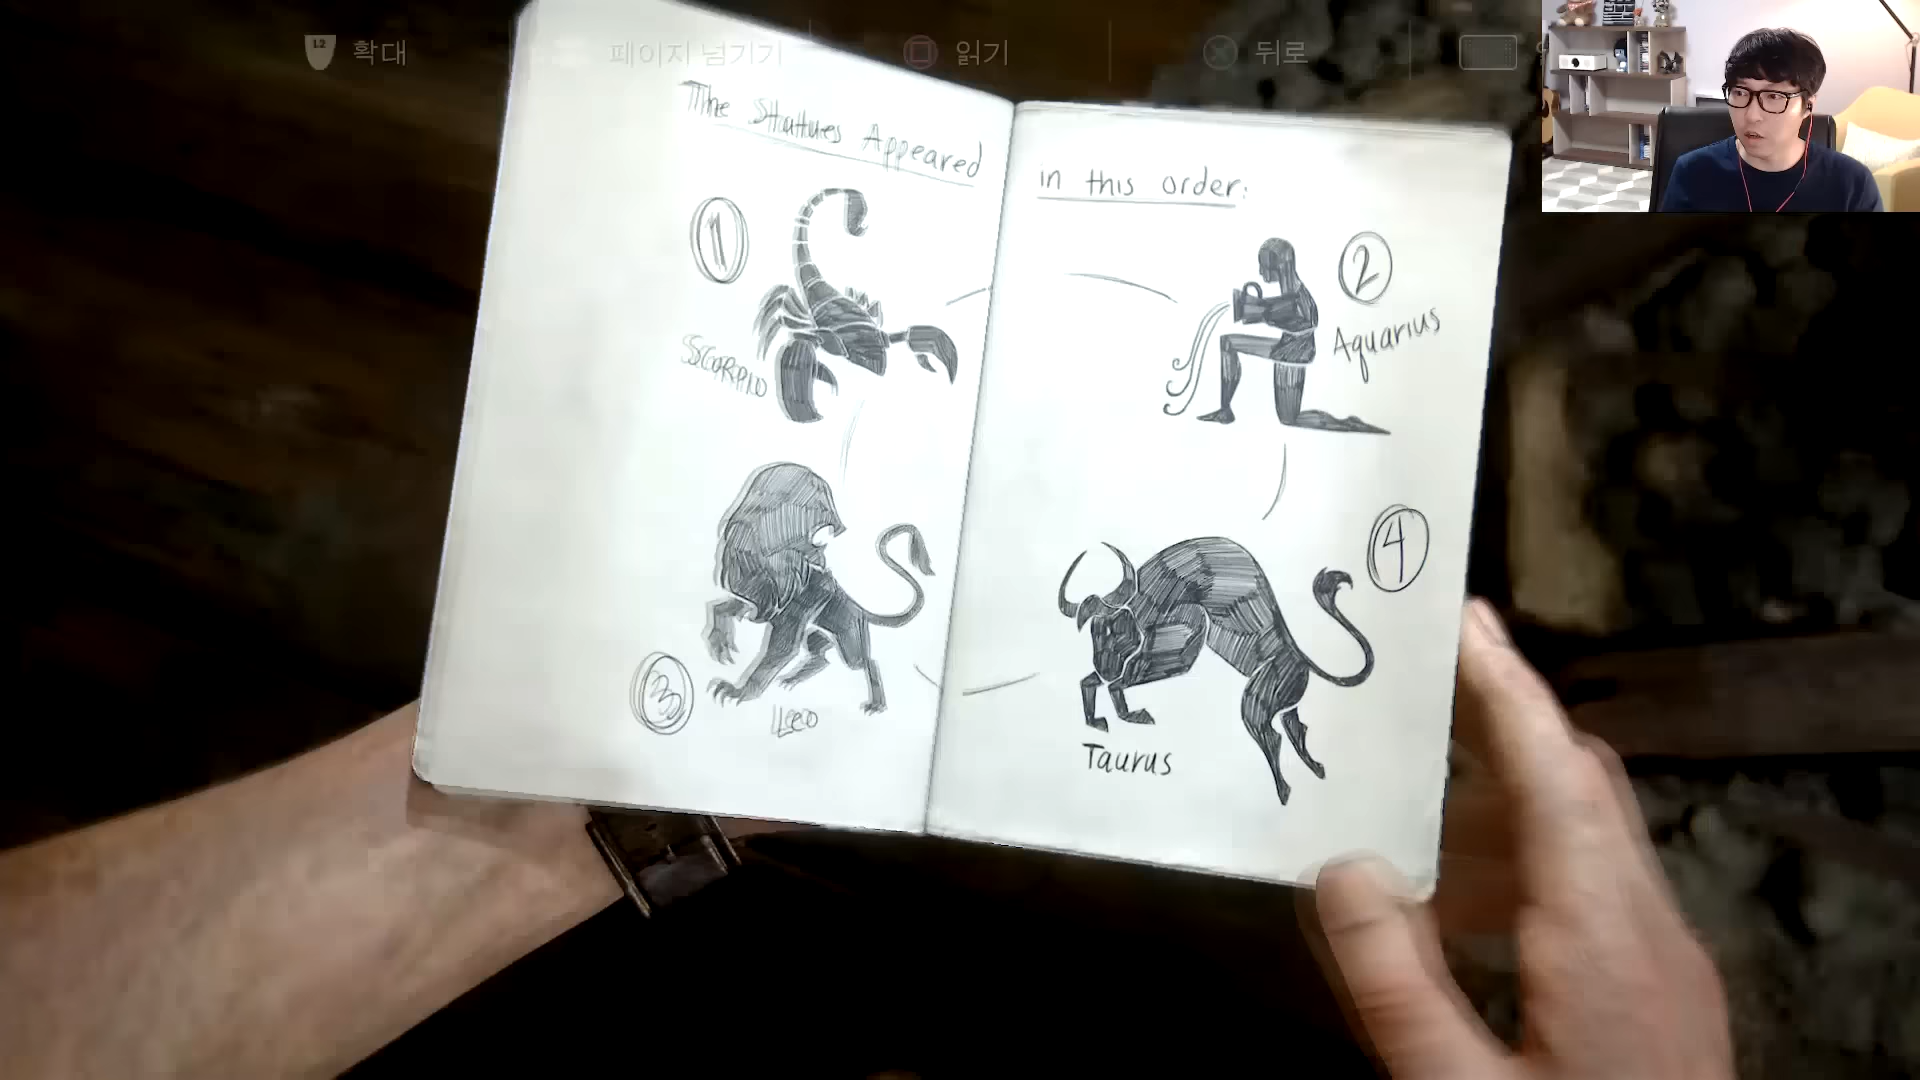 L2 확대
페이지 넘기기
읽기
뒤로
The Statues Appeared
in this order:
1
2
SCORPIO
Aquarius
3
Leo
4
Taurus